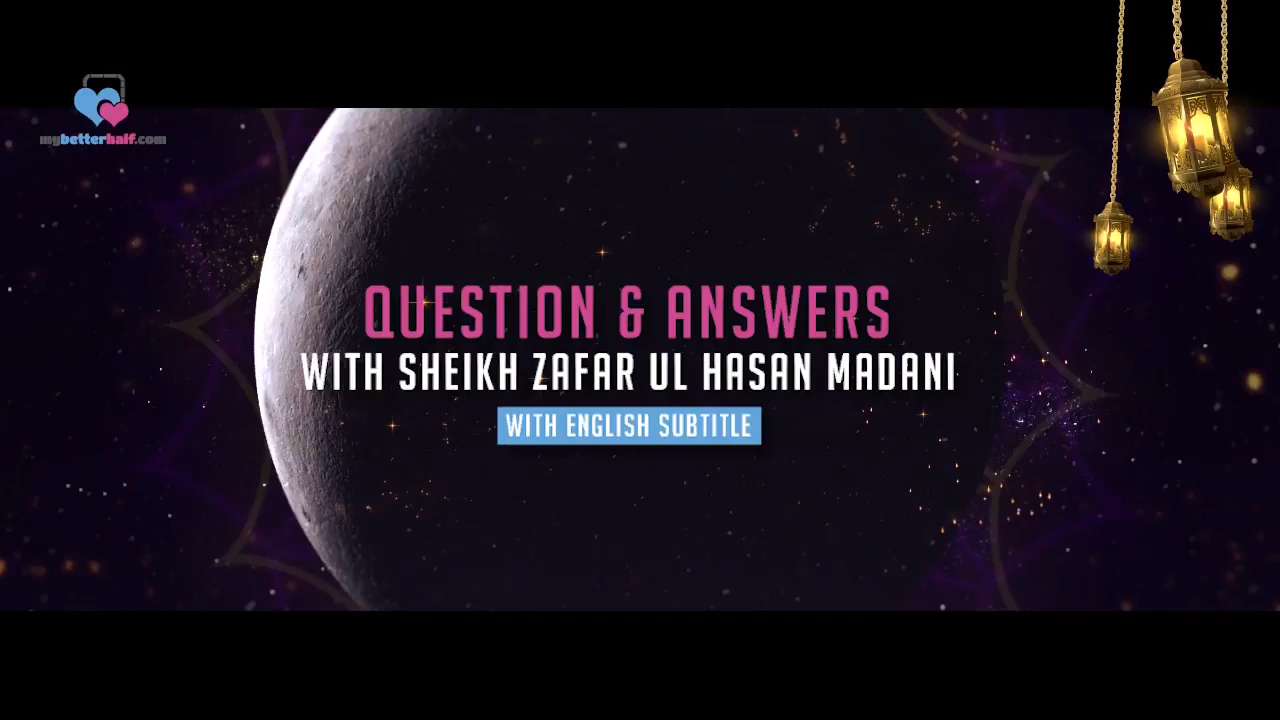 mybetterhalf.com
QUESTION & ANSWERS
WITH SHEIKH ZAFAR UL HASAN MADANI
WITH ENGLISH SUBTITLE